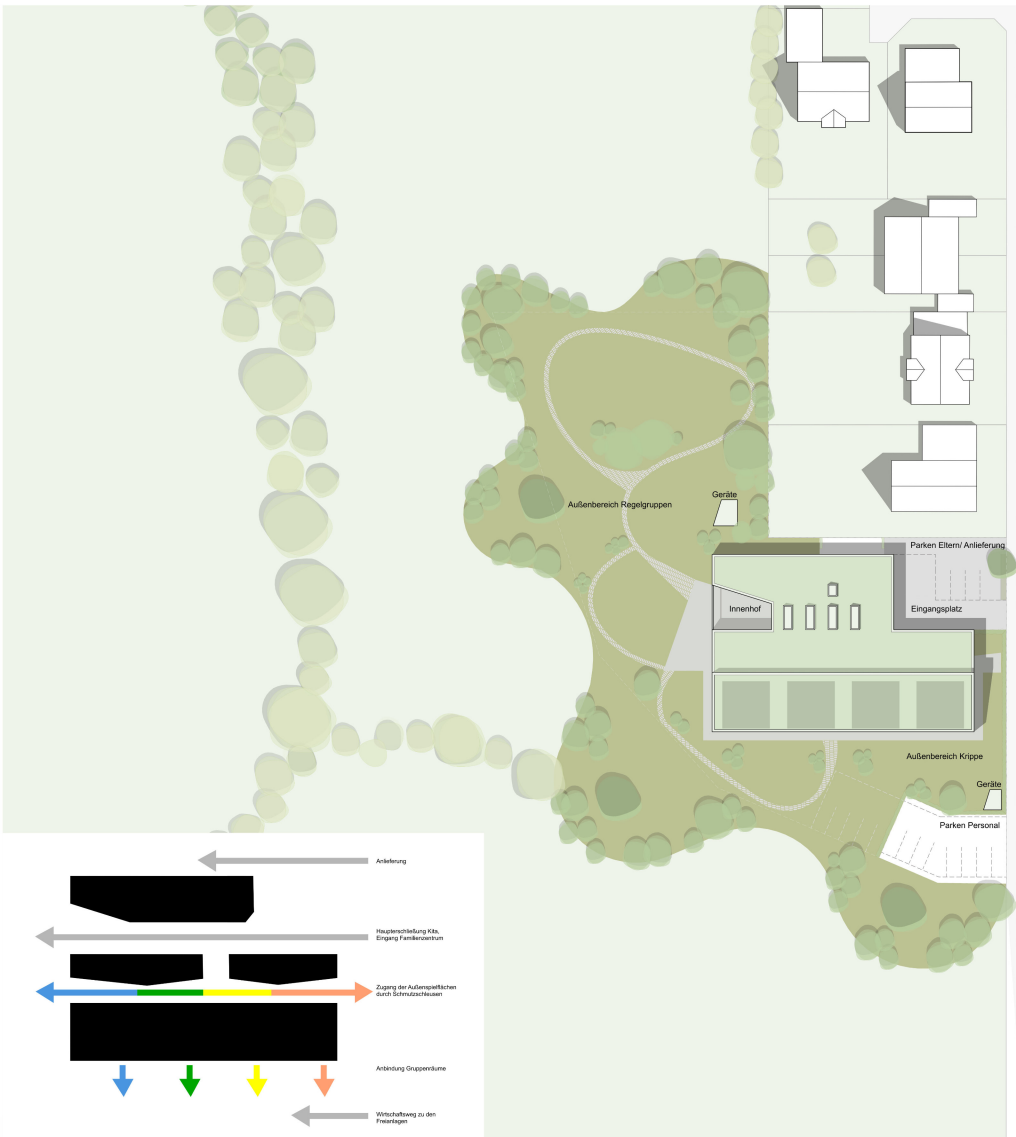 Geräte
Außenbereich Regelgruppen
Parken Eltern/ Anlieferung
Innenhof
Eingangsplatz
Außenbereich Krippe
Geräte
Parken Personal
Anlieferung
Haupterschließung Kita,
Eingang Familienzentrum
Zugang der Außenspielflächen
durch Schmutzschleusen
Anbindung Gruppenräume
Wirtschaftsweg zu den
Freianlagen